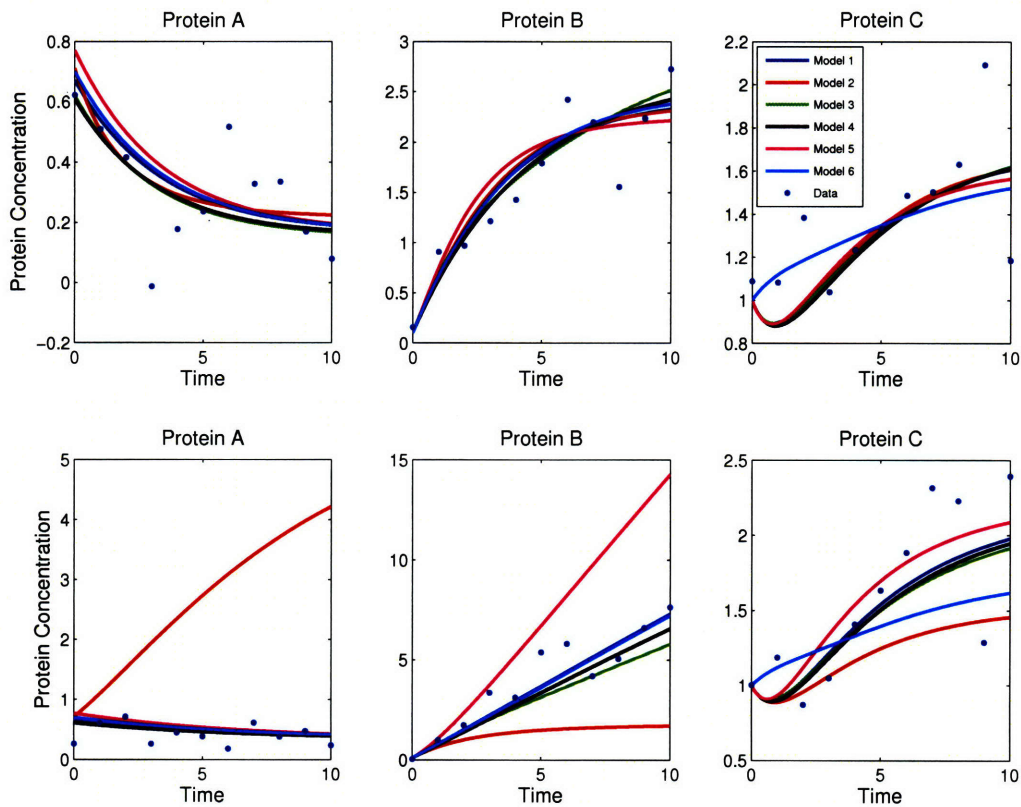 Protein A
Protein B
Protein C
Protein Concentration
0.8
0.6
0.4
0.2
0
−0.2
0
5
10
Time
3
2.5
2
1.5
1
0.5
0
0
5
10
Time
2.2
2
1.8
1.6
1.4
1.2
1
0.8
0
5
10
Time
Model 1
Model 2
Model 3
Model 4
Model 5
Model 6
Data
Protein A
Protein B
Protein C
Protein Concentration
5
4
3
2
1
0
0
5
10
Time
15
10
5
0
0
5
10
Time
2.5
2
1.5
1
0.5
0
5
10
Time